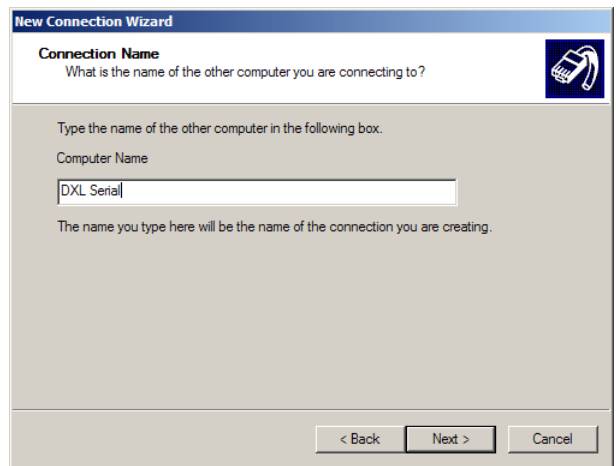 New Connection Wizard
Connection Name
What is the name of the other computer you are connecting to?
Type the name of the other computer in the following box.
Computer Name
DXL Serial
The name you type here will be the name of the connection you are creating.
< Back
Next >
Cancel